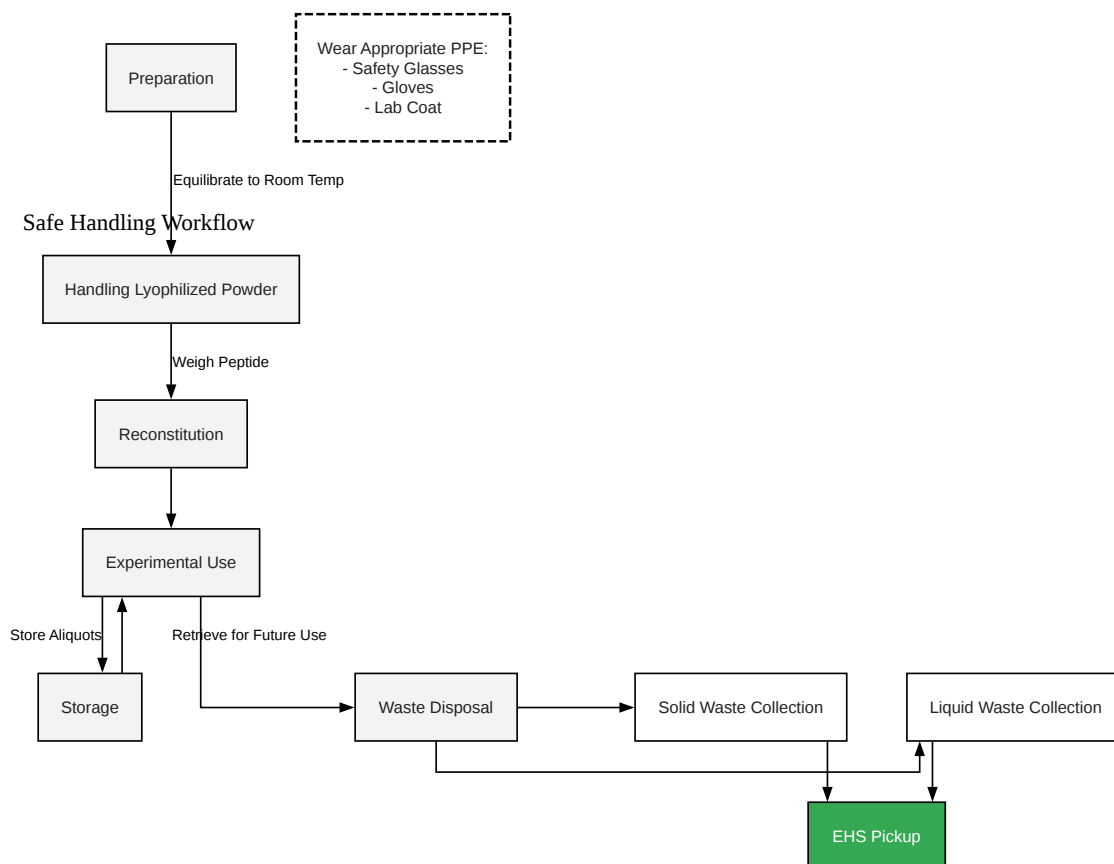 Preparation
Wear Appropriate PPE:
- Safety Glasses
- Gloves
- Lab Coat
Equilibrate to Room Temp
Safe Handling Workflow
Handling Lyophilized Powder
Weigh Peptide
Reconstitution
Experimental Use
Store Aliquots
Retrieve for Future Use
Storage
Waste Disposal
Solid Waste Collection
Liquid Waste Collection
EHS Pickup